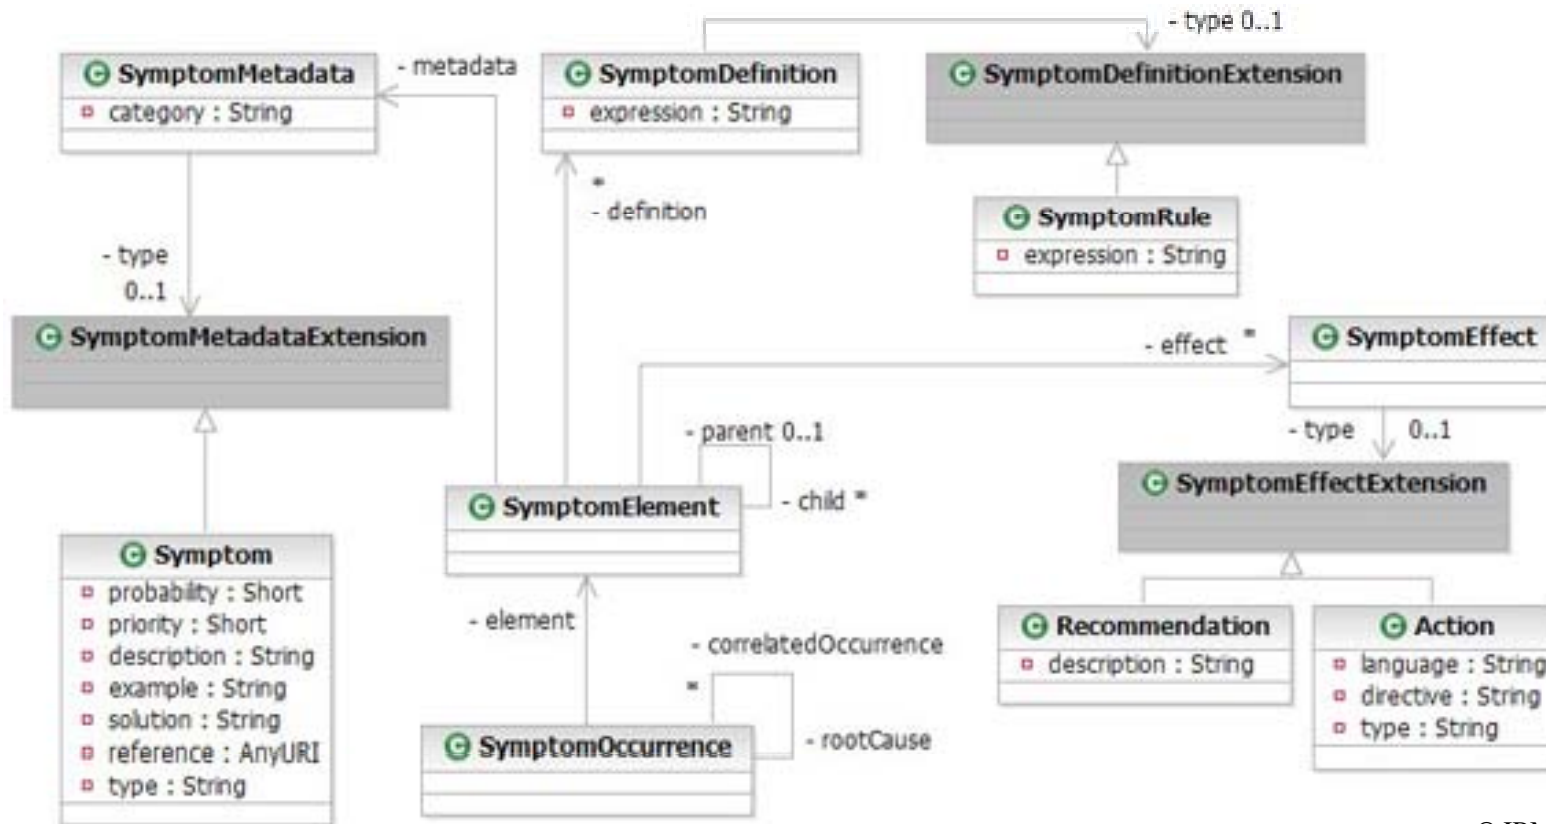 - type 0..1
SymptomMetadata
category : String
- metadata
SymptomDefinition
expression : String
SymptomDefinitionExtension
*
- definition
SymptomRule
expression : String
- type
0..1
SymptomMetadataExtension
- effect *
SymptomEffect
- type 0..1
SymptomEffectExtension
- parent 0..1
- child *
SymptomElement
Symptom
probability : Short
priority : Short
description : String
example : String
solution : String
reference : AnyURI
type : String
- element
- correlatedOccurrence
*
- rootCause
SymptomOccurrence
Recommendation
description : String
Action
language : String
directive : String
type : String